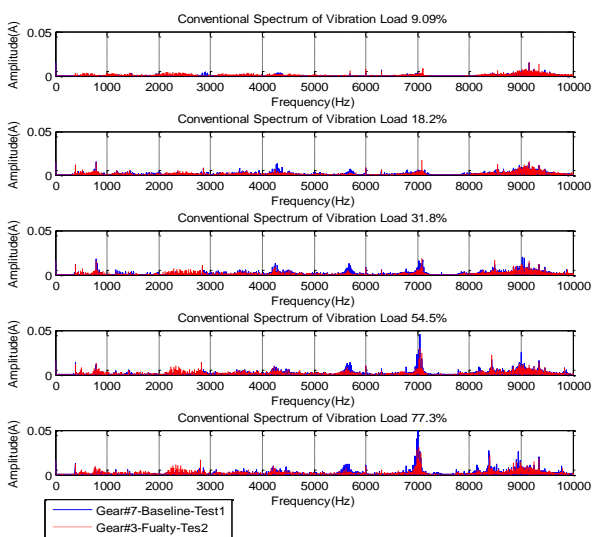 Conventional Spectrum of Vibration Load 9.09%
0.05
0
Amplitude(A)
0 1000 2000 3000 4000 5000 6000 7000 8000 9000 10000
Frequency(Hz)
Conventional Spectrum of Vibration Load 18.2%
0.05
0
Amplitude(A)
0 1000 2000 3000 4000 5000 6000 7000 8000 9000 10000
Frequency(Hz)
Conventional Spectrum of Vibration Load 31.8%
0.05
0
Amplitude(A)
0 1000 2000 3000 4000 5000 6000 7000 8000 9000 10000
Frequency(Hz)
Conventional Spectrum of Vibration Load 54.5%
0.05
0
Amplitude(A)
0 1000 2000 3000 4000 5000 6000 7000 8000 9000 10000
Frequency(Hz)
Conventional Spectrum of Vibration Load 77.3%
0.05
0
Amplitude(A)
0 1000 2000 3000 4000 5000 6000 7000 8000 9000 10000
Frequency(Hz)
Gear#7-Baseline-Test1
Gear#3-Fualty-Tes2